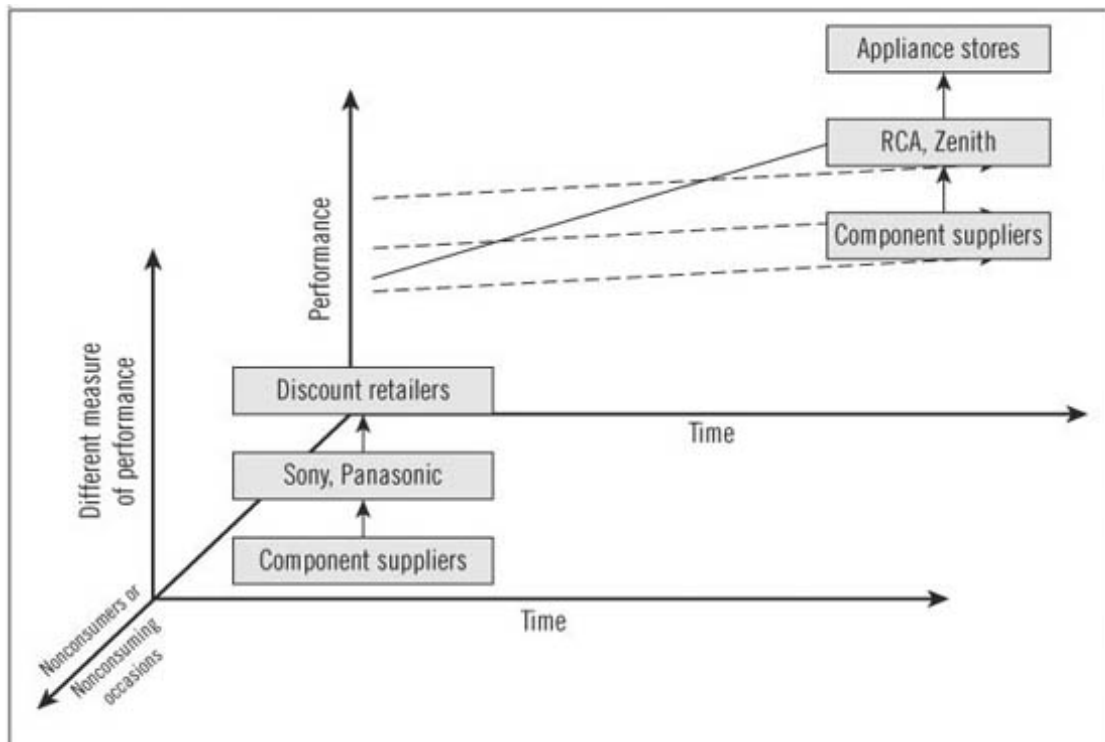 Appliance stores
RCA, Zenith
Component suppliers
Performance
Time
Different measure
of performance
Discount retailers
Sony, Panasonic
Component suppliers
Time
Nonconsumers or
Nonconsuming
occasions